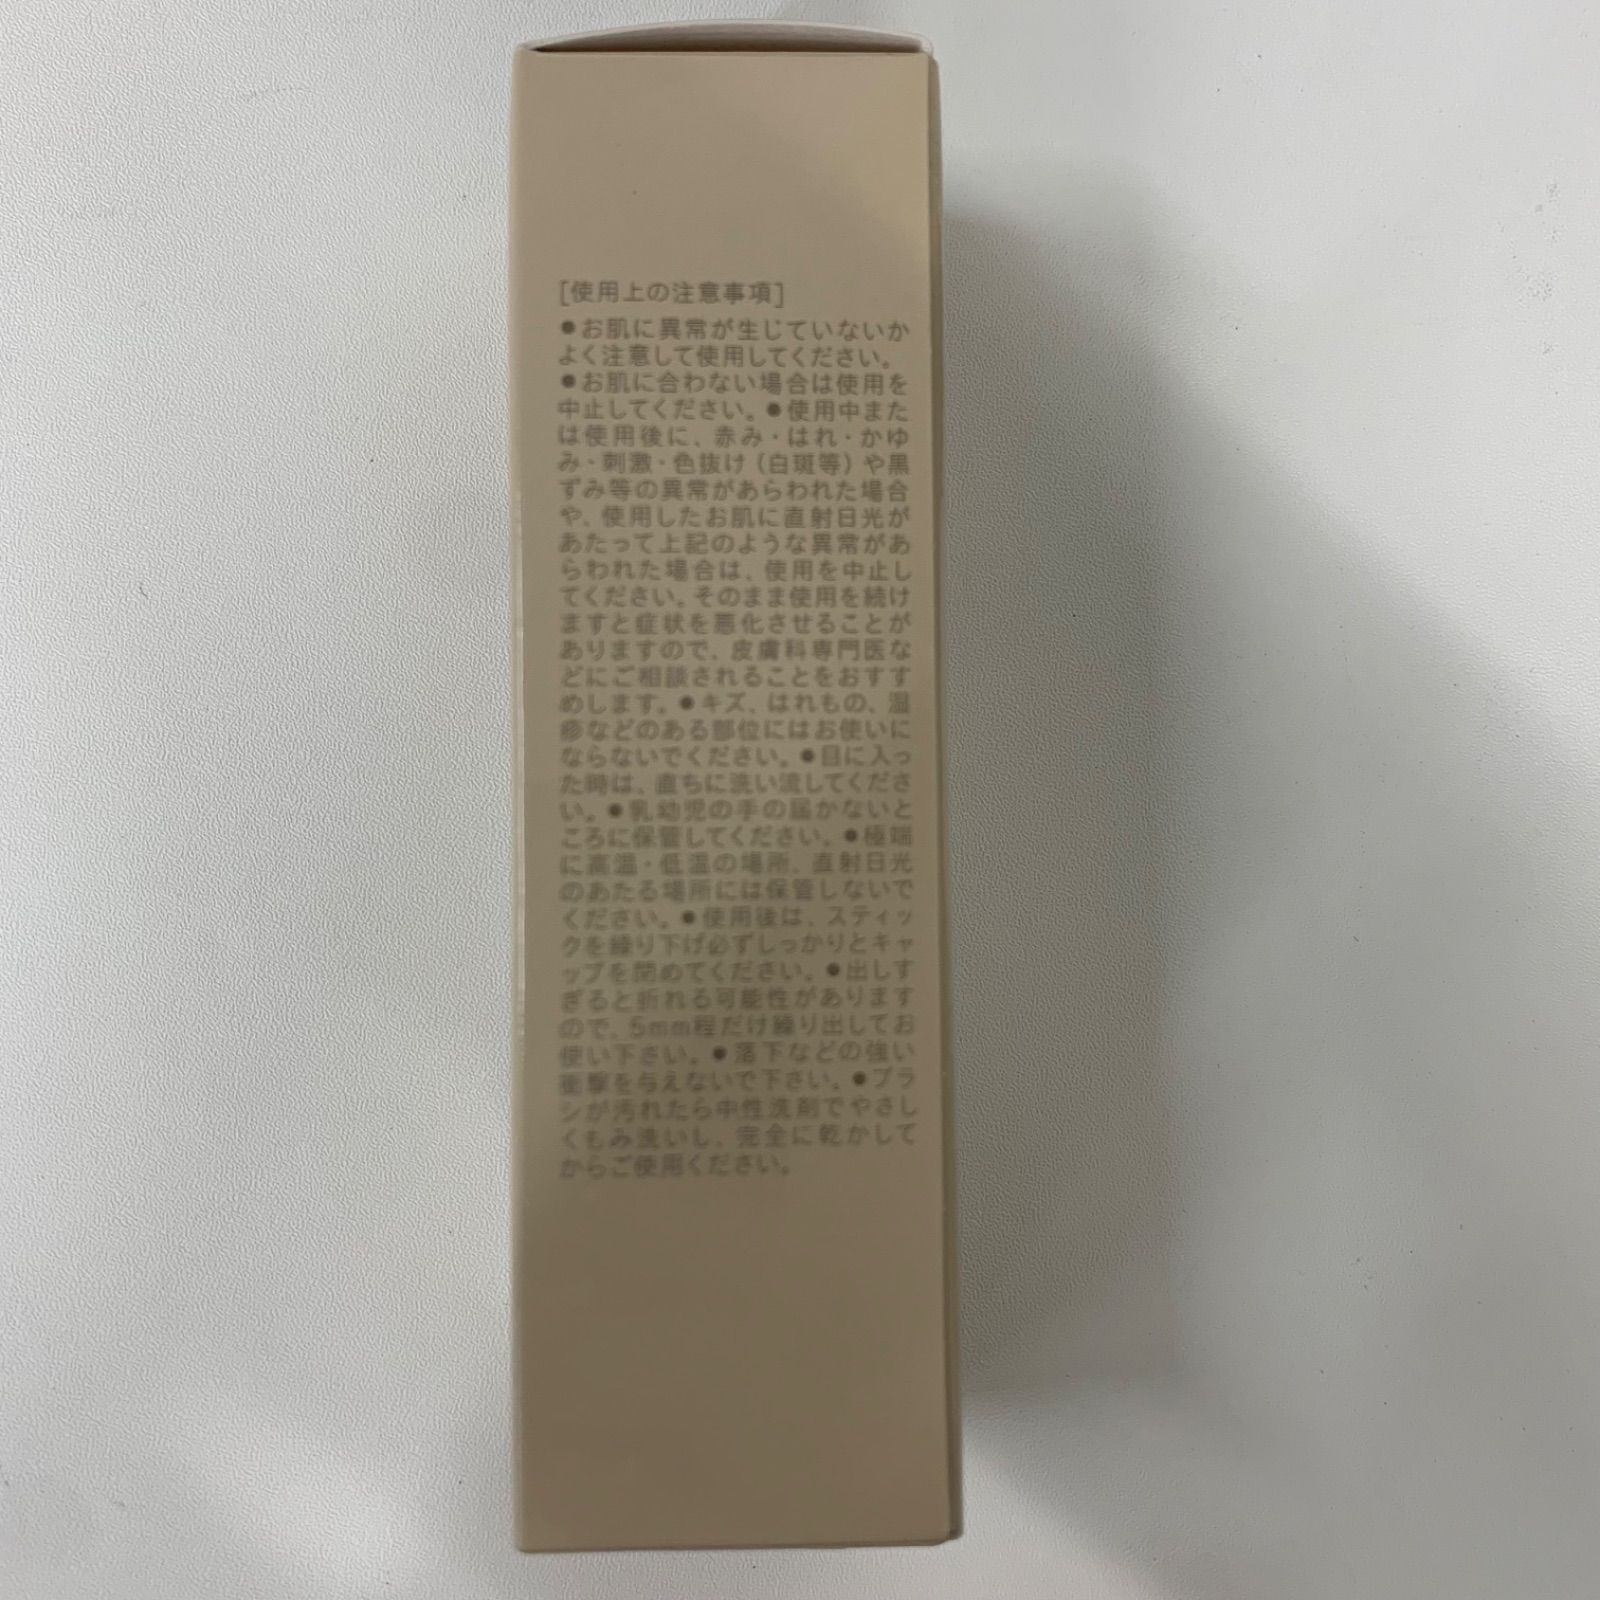 [使用上の注意事項]
●お肌に異常が生じていないか
よく注意して使用してください。
●お肌に合わない場合は使用を
中止してください。●使用中また
は使用後に、赤み・はれ・かゆ
み・刺激・色抜け（白斑等）や黒
ずみ等の異常があらわれた場合
や、使用したお肌に直射日光が
あたって上記のような異常があ
らわれた場合は、使用を中止し
てください。そのまま使用を続け
ますと症状を悪化させることが
ありますので、皮膚科専門医な
どにご相談されることをおすす
めします。●キズ、はれもの、湿
疹などのある部位にはお使いに
ならないでください。●目に入っ
た時は、直ちに洗い流してくださ
い。●乳幼児の手の届かないと
ころに保管してください。●極端
に高温・低温の場所、直射日光
のあたる場所には保管しないで
ください。●使用後は、スティッ
クを繰り下げ必ずしっかりとキャ
ップを閉めてください。●出しす
ぎると折れる可能性があります
ので、5mm程だけ繰り出してお
使い下さい。●落下などの強い
衝撃を与えないで下さい。●ブラ
シが汚れたら中性洗剤でやさし
くもみ洗いし、完全に乾かして
からご使用ください。